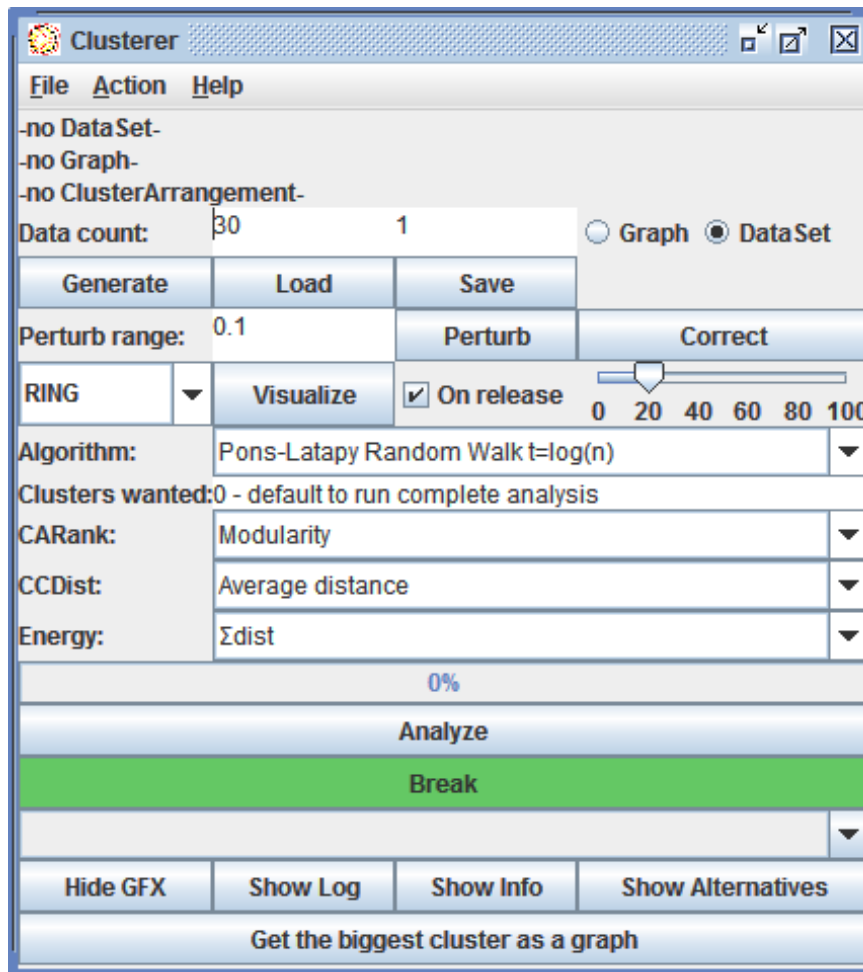 Clusterer
File Action Help
-no DataSet-
-no Graph-
-no ClusterArrangement-
Data count: 30 1 Graph DataSet
Generate Load Save
Perturb range: 0.1 Perturb Correct
RING Visualize On release
0 20 40 60 80 100
Algorithm: Pons-Latapy Random Walk t=log(n)
Clusters wanted: 0 - default to run complete analysis
CARank: Modularity
CCDist: Average distance
Energy: Σdist
0%
Analyze
Break
Hide GFX Show Log Show Info Show Alternatives
Get the biggest cluster as a graph